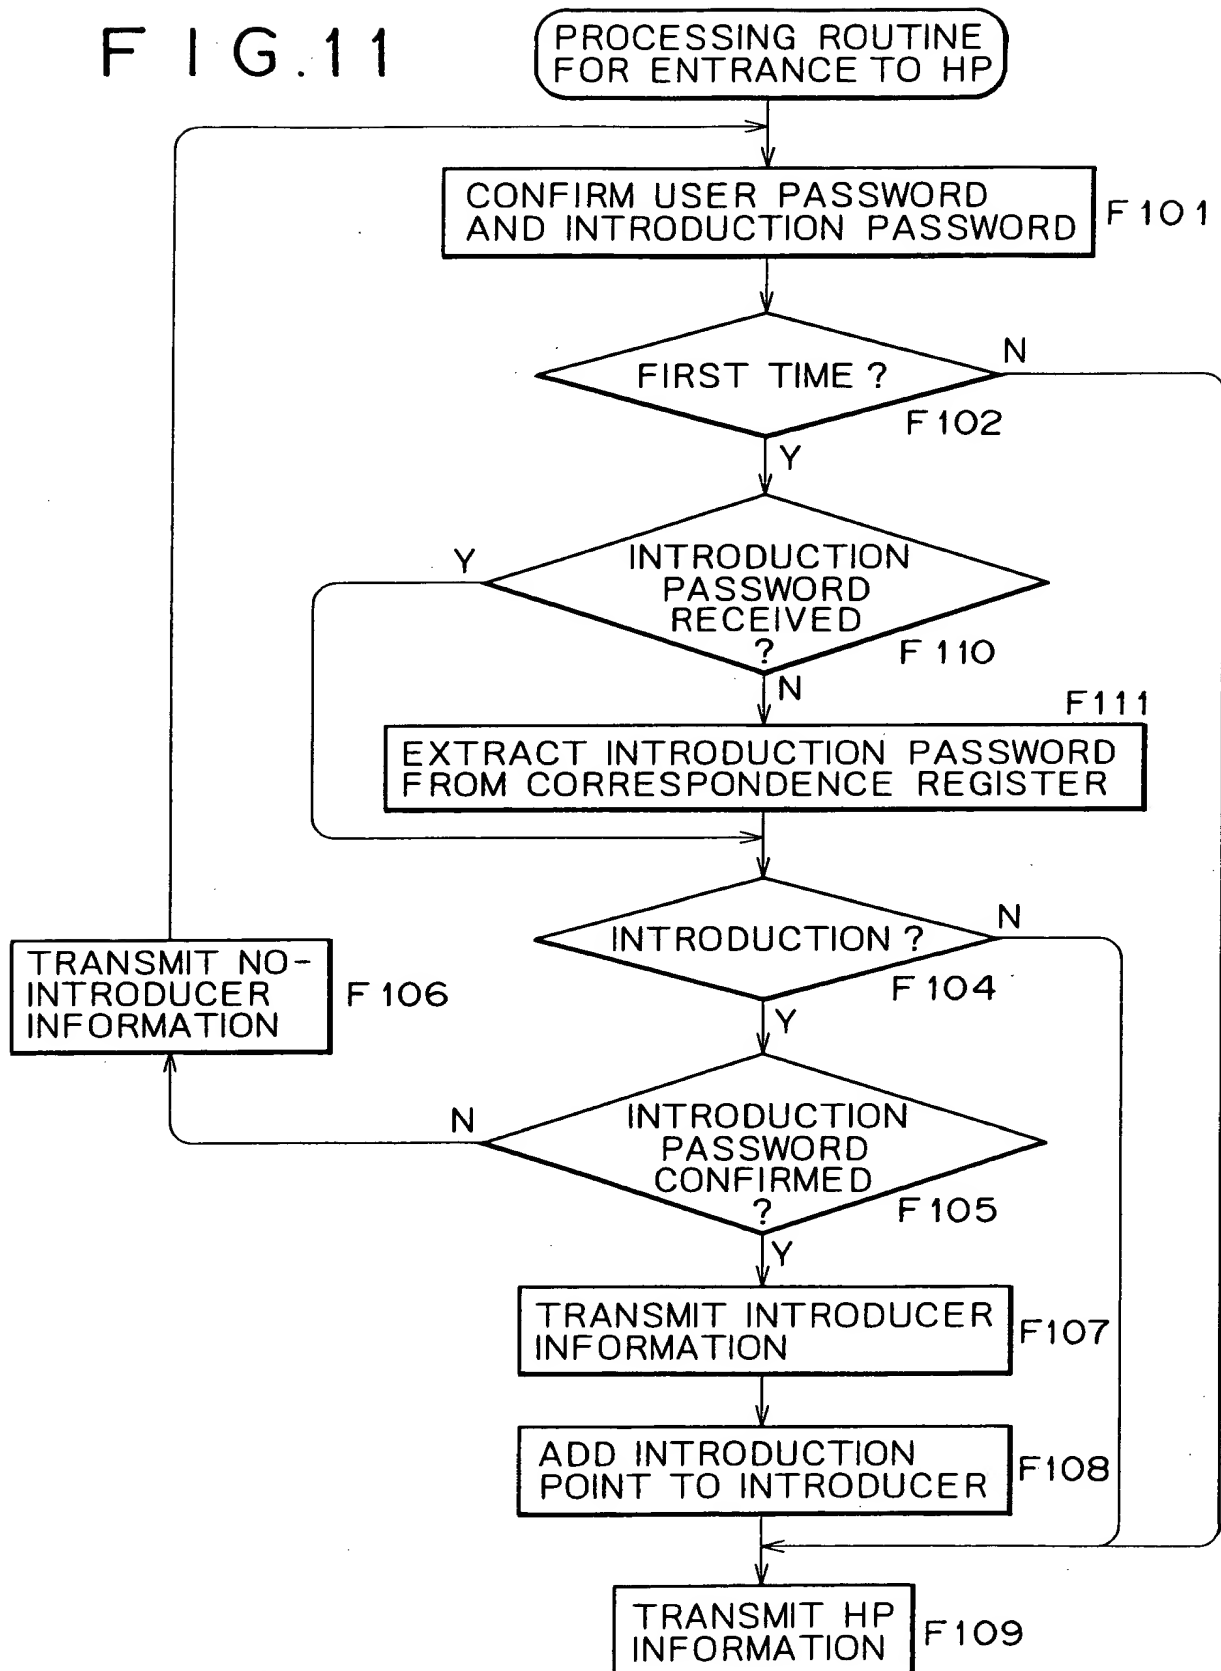 FIG.11
PROCESSING ROUTINE
FOR ENTRANCE TO HP
CONFIRM USER PASSWORD
AND INTRODUCTION PASSWORD
F101
FIRST TIME ?
N
F102
Y
INTRODUCTION
PASSWORD
RECEIVED
?
Y
F110
N
F111
EXTRACT INTRODUCTION PASSWORD
FROM CORRESPONDENCE REGISTER
INTRODUCTION ?
N
F104
Y
TRANSMIT NO-
INTRODUCER
INFORMATION
F106
INTRODUCTION
PASSWORD
CONFIRMED
?
N
F105
Y
TRANSMIT INTRODUCER
INFORMATION
F107
ADD INTRODUCTION
POINT TO INTRODUCER
F108
TRANSMIT HP
INFORMATION
F109